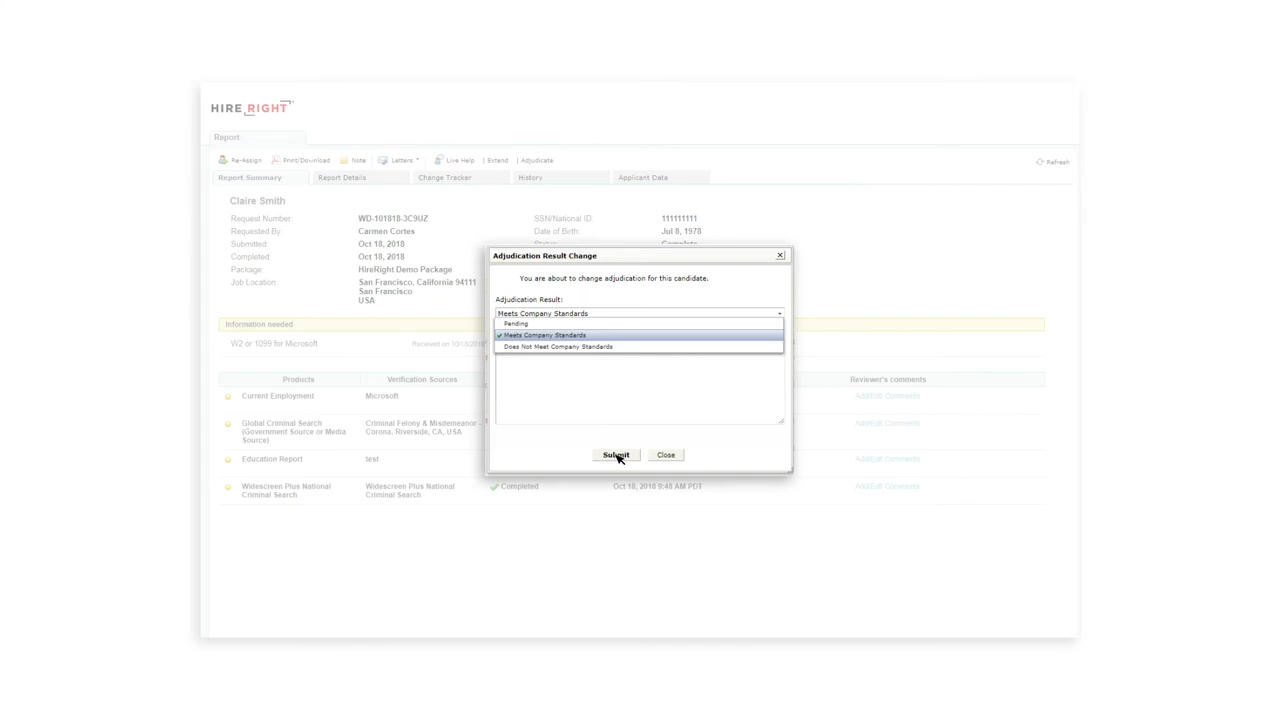 HIRE RIGHT
Report
Re-Assign Print/Download Note Letters Live Help | Extend | Adjudicate Refresh
Report Summary Report Details Change Tracker History Applicant Data
Claire Smith
Request Number: WD-101818-3C9UZ SSN/National ID: 111111111
Requested By: Carmen Cortes Date of Birth: Jul 8, 1978
Submitted: Oct 18, 2018 Status: Complete
Completed: Oct 18, 2018
Package: HireRight Demo Package
Job Location: San Francisco, California 94111
San Francisco
USA
Adjudication Result Change
You are about to change adjudication for this candidate.
Adjudication Result:
Meets Company Standards
Pending
✓ Meets Company Standards
Does Not Meet Company Standards
Submit Close
Information needed
W2 or 1099 for Microsoft Received on 10/18/201
Products Verification Sources Reviewer's comments
Current Employment Microsoft Add/Edit Comments
Global Criminal Search Criminal Felony & Misdemeanor - Add/Edit Comments
(Government Source or Media Corona, Riverside, CA, USA
Source)
Education Report test Add/Edit Comments
Widescreen Plus National Widescreen Plus National Completed Oct 18, 2018 9:48 AM PDT Add/Edit Comments
Criminal Search Criminal Search